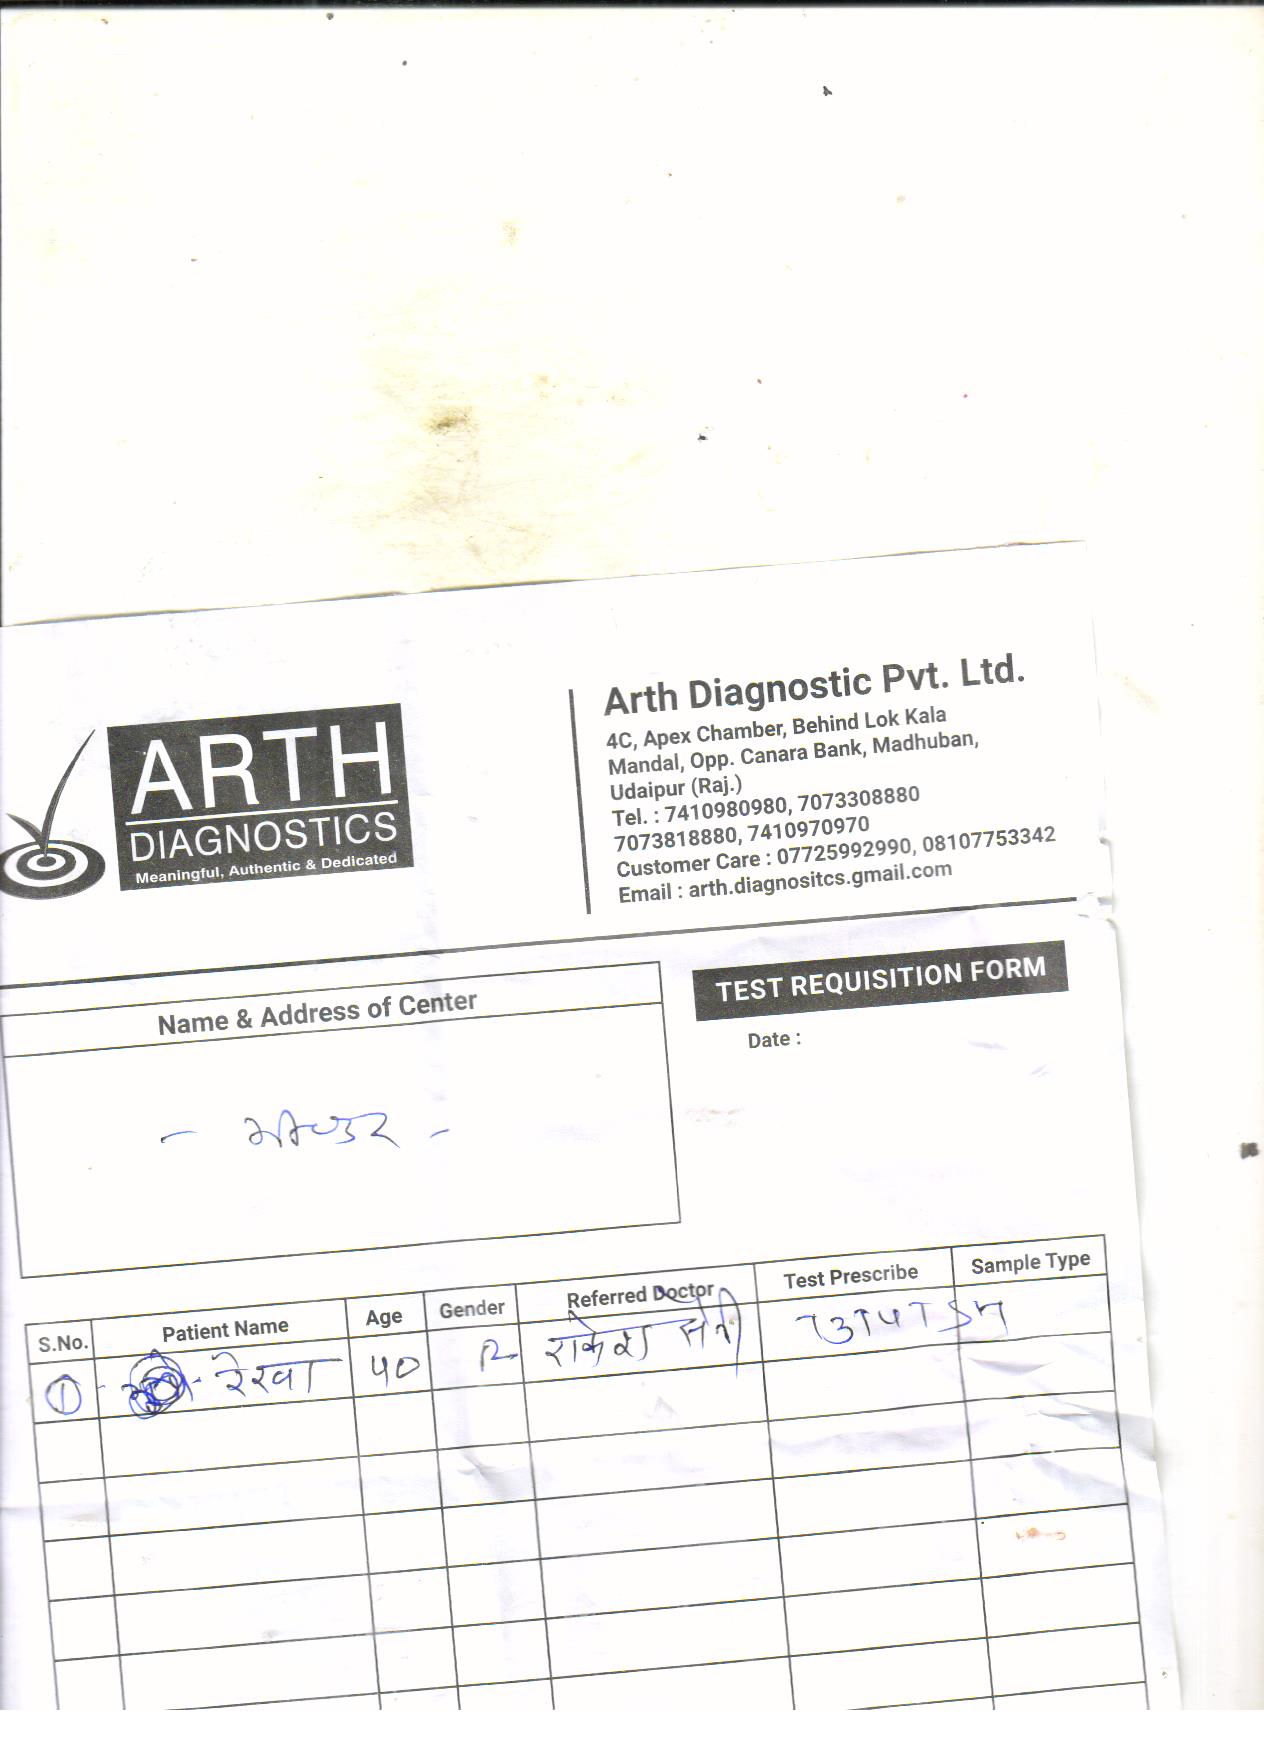 ARTH
DIAGNOSTICS
Meaningful, Authentic & Dedicated
Arth Diagnostic Pvt. Ltd.
4C, Apex Chamber, Behind Lok Kala
Mandal, Opp. Canara Bank, Madhuban,
Udaipur (Raj.)
Tel. : 7410980980, 7073308880
7073818880, 7410970970
Customer Care : 07725992990, 08107753342
Email : arth.diagnositcs.gmail.com
Name & Address of Center
TEST REQUISITION FORM
Date :
S.No. Patient Name Age Gender Referred Doctor Test Prescribe Sample Type
1 रेखा 40 राकेश